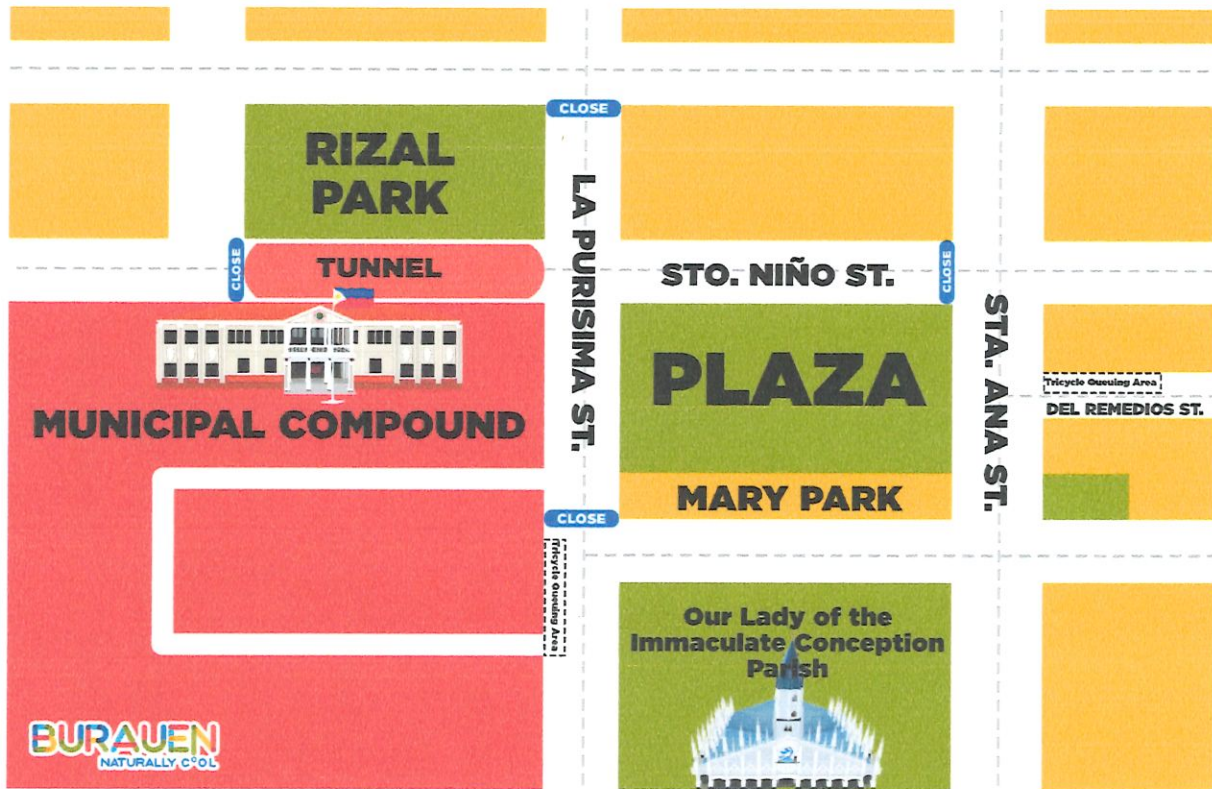 CLOSE
RIZAL
PARK
LA PURISIMA ST.
CLOSE
TUNNEL
STO. NIÑO ST.
CLOSE
STA. ANA ST.
PLAZA
MUNICIPAL COMPOUND
Tricycle Queuing Area
DEL REMEDIOS ST.
MARY PARK
CLOSE
Tricycle Queuing Area
Our Lady of the
Immaculate Conception
Parish
BURAUEN
NATURALLY C°OL